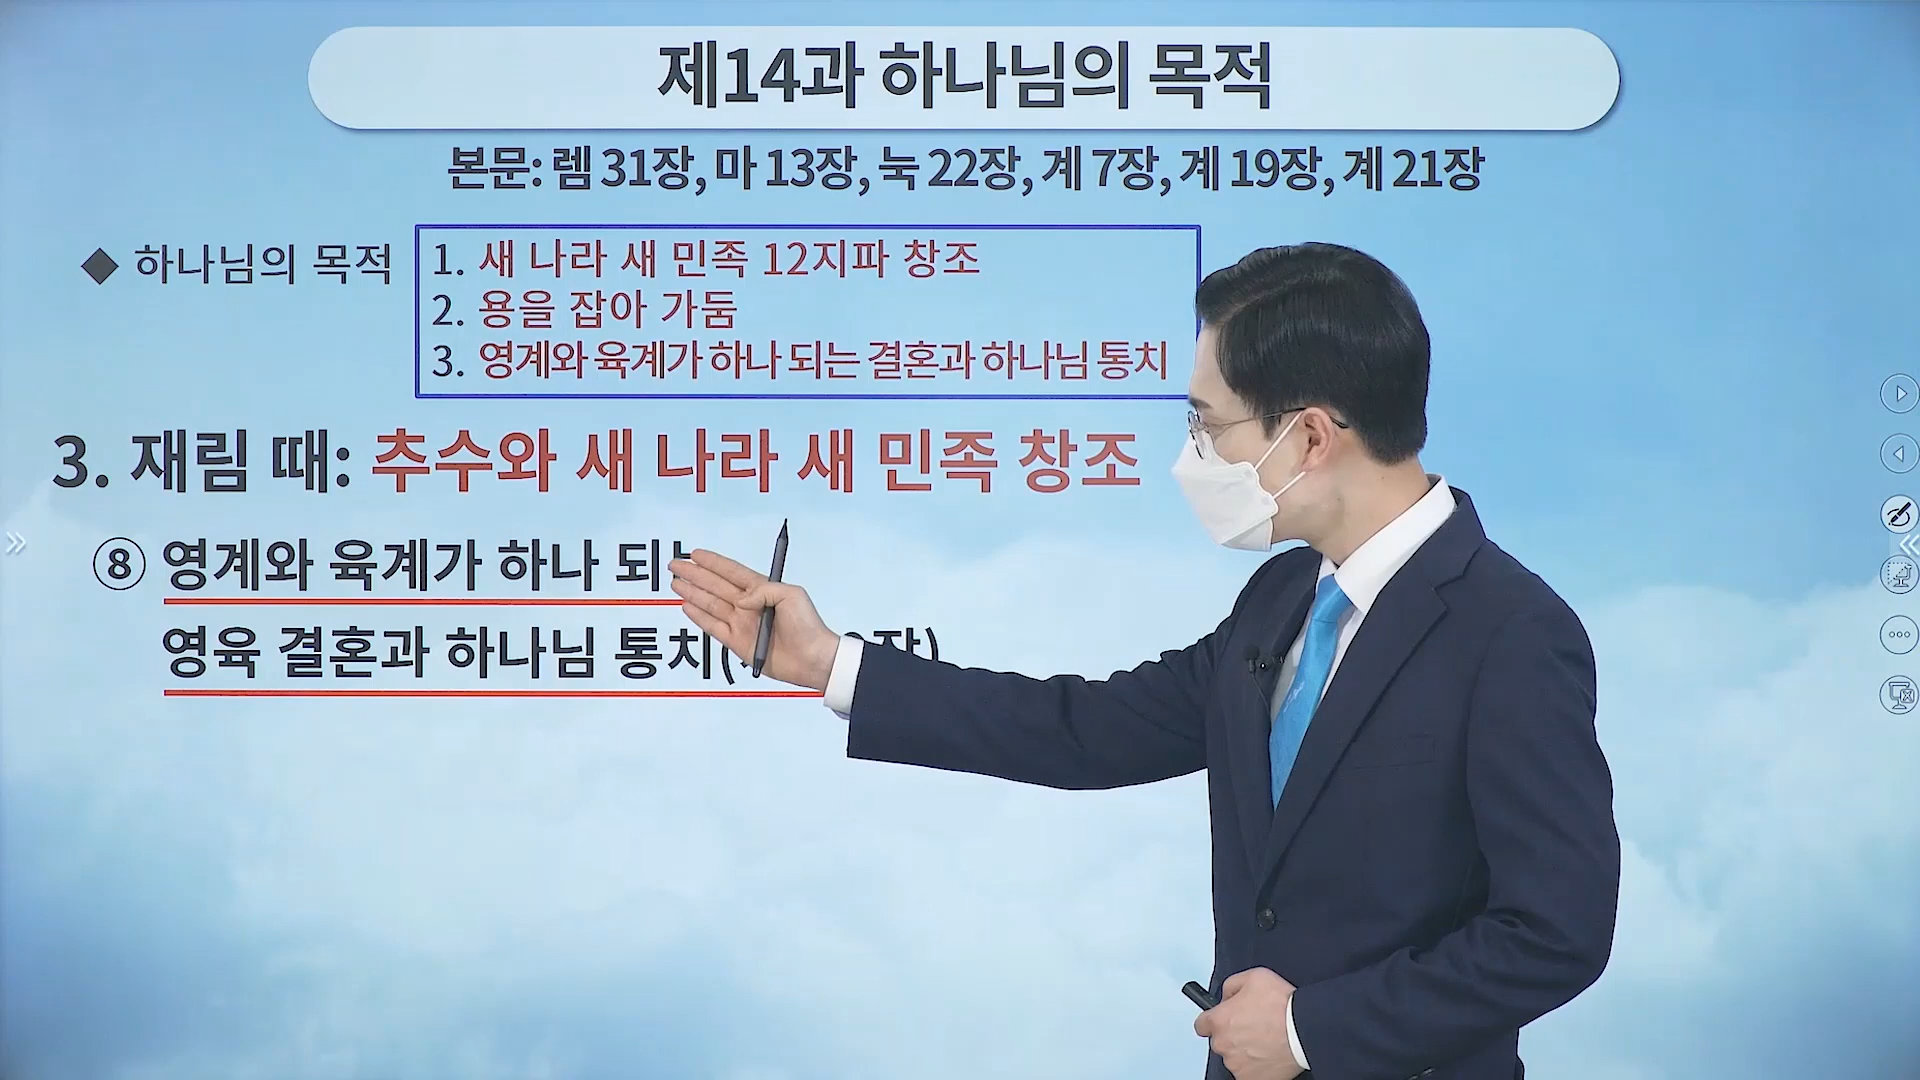 제14과 하나님의 목적
본문: 렘 31장, 마 13장, 눅 22장, 계 7장, 계 19장, 계 21장
◆ 하나님의 목적
1. 새 나라 새 민족 12지파 창조
2. 용을 잡아 가둠
3. 영계와 육계가 하나 되는 결혼과 하나님 통치
3. 재림 때: 추수와 새 나라 새 민족 창조
⑧ 영계와 육계가 하나
영육 결혼과 하나님 통치(